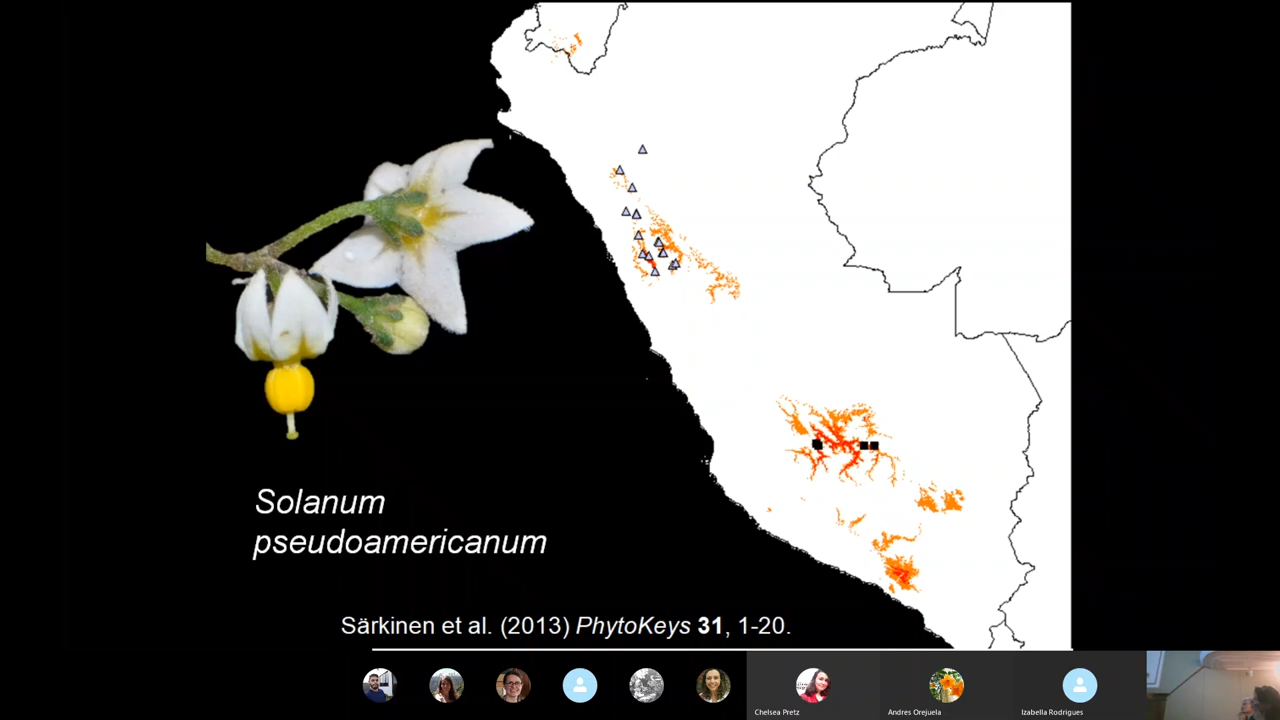 Solanum
pseudoamericanum
Särkinen et al. (2013) PhytoKeys 31, 1-20.
Chelsea Pretz
Andres Orejuela
Izabella Rodrigues